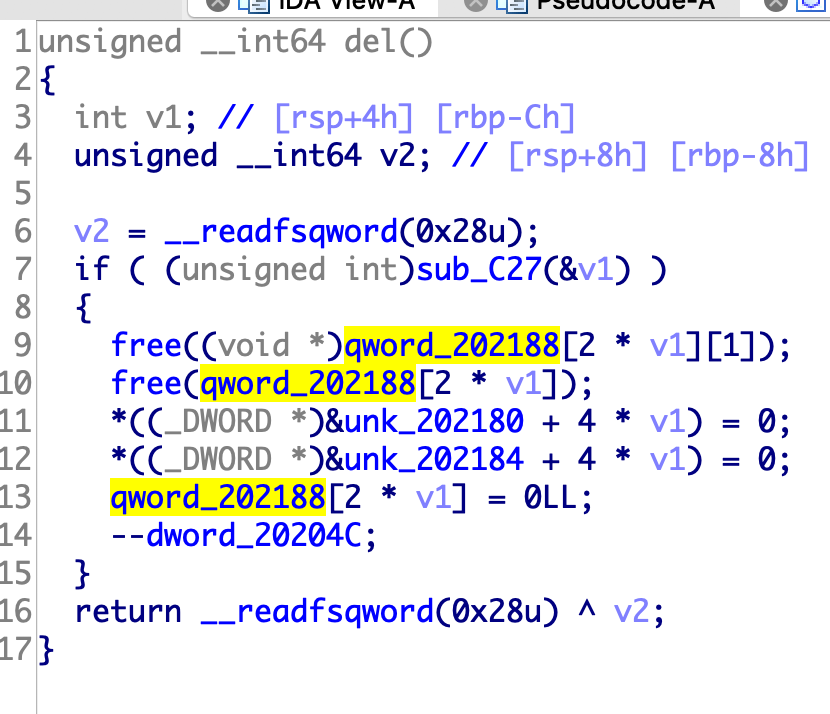 IDA View-A Pseudocode-A
1 unsigned __int64 del()
2 {
3 int v1; // [rsp+4h] [rbp-Ch]
4 unsigned __int64 v2; // [rsp+8h] [rbp-8h]
5
6 v2 = __readfsqword(0x28u);
7 if ( (unsigned int)sub_C27(&v1) )
8 {
9 free((void *)qword_202188[2 * v1][1]);
10 free(qword_202188[2 * v1]);
11 *((_DWORD *)&unk_202180 + 4 * v1) = 0;
12 *((_DWORD *)&unk_202184 + 4 * v1) = 0;
13 qword_202188[2 * v1] = 0LL;
14 --dword_20204C;
15 }
16 return __readfsqword(0x28u) ^ v2;
17 }